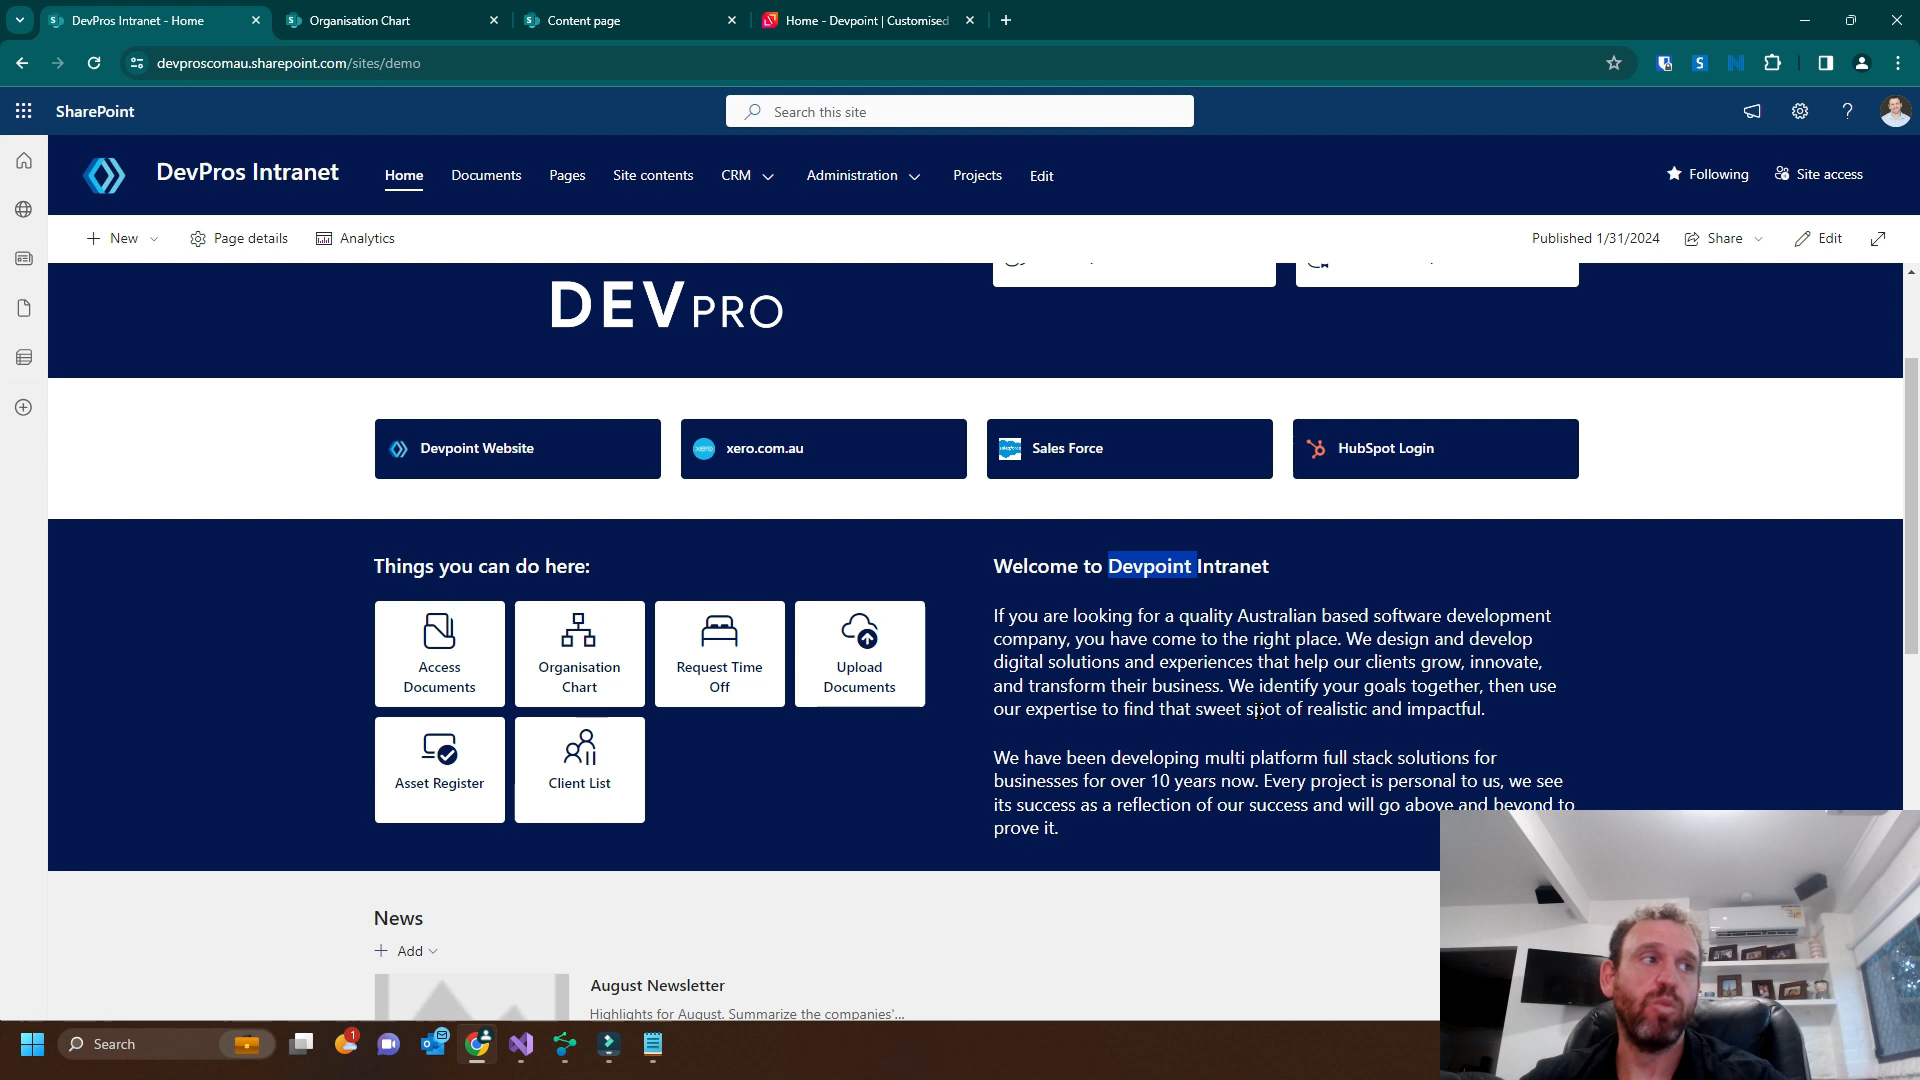 DevPros Intranet - Home
Organisation Chart
Content page
Home - Devpoint | Customised
devproscomau.sharepoint.com/sites/demo
SharePoint
Search this site
DevPros Intranet
Home
Documents
Pages
Site contents
CRM
Administration
Projects
Edit
Following
Site access
New
Page details
Analytics
Published 1/31/2024
Share
Edit
DEVPRO
Devpoint Website
xero.com.au
Sales Force
HubSpot Login
Things you can do here:
Access
Documents
Organisation
Chart
Request Time
Off
Upload
Documents
Asset Register
Client List
Welcome to Devpoint Intranet
If you are looking for a quality Australian based software development
company, you have come to the right place. We design and develop
digital solutions and experiences that help our clients grow, innovate,
and transform their business. We identify your goals together, then use
our expertise to find that sweet spot of realistic and impactful.
We have been developing multi platform full stack solutions for
businesses for over 10 years now. Every project is personal to us, we see
its success as a reflection of our success and will go above and beyond to
prove it.
News
Add
August Newsletter
Highlights for August. Summarize the companies'...
Search
1